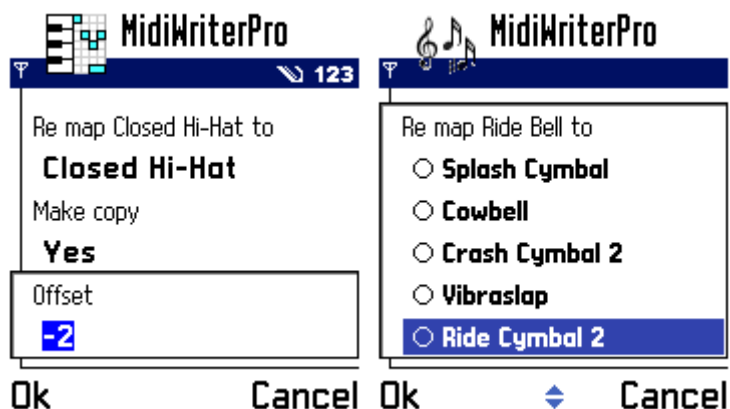 MidiWriterPro
123
Re map Closed Hi-Hat to
Closed Hi-Hat
Make copy
Yes
Offset
-2
Ok Cancel
MidiWriterPro
Re map Ride Bell to
Splash Cymbal
Cowbell
Crash Cymbal 2
Vibraslap
Ride Cymbal 2
Ok Cancel